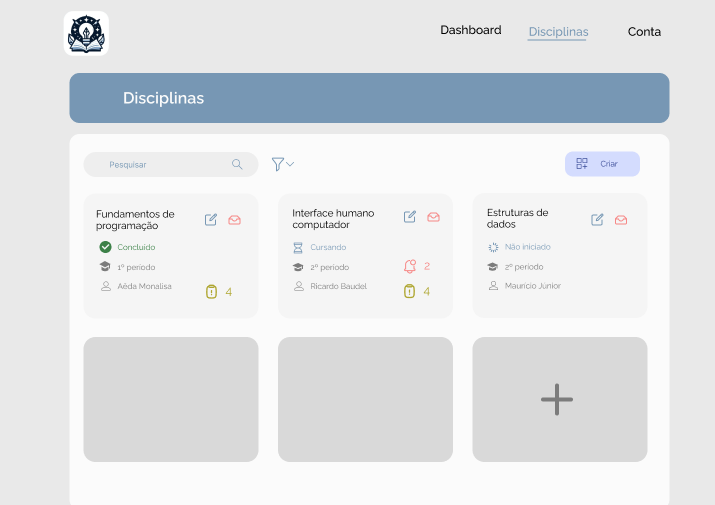 Dashboard
Disciplinas
Conta
Disciplinas
Pesquisar
Criar
Fundamentos de
programação
Concluído
1º período
Aêda Monalisa
4
Interface humano
computador
Cursando
2º período
2
Ricardo Baudel
4
Estruturas de
dados
Não iniciado
2º período
Maurício Júnior